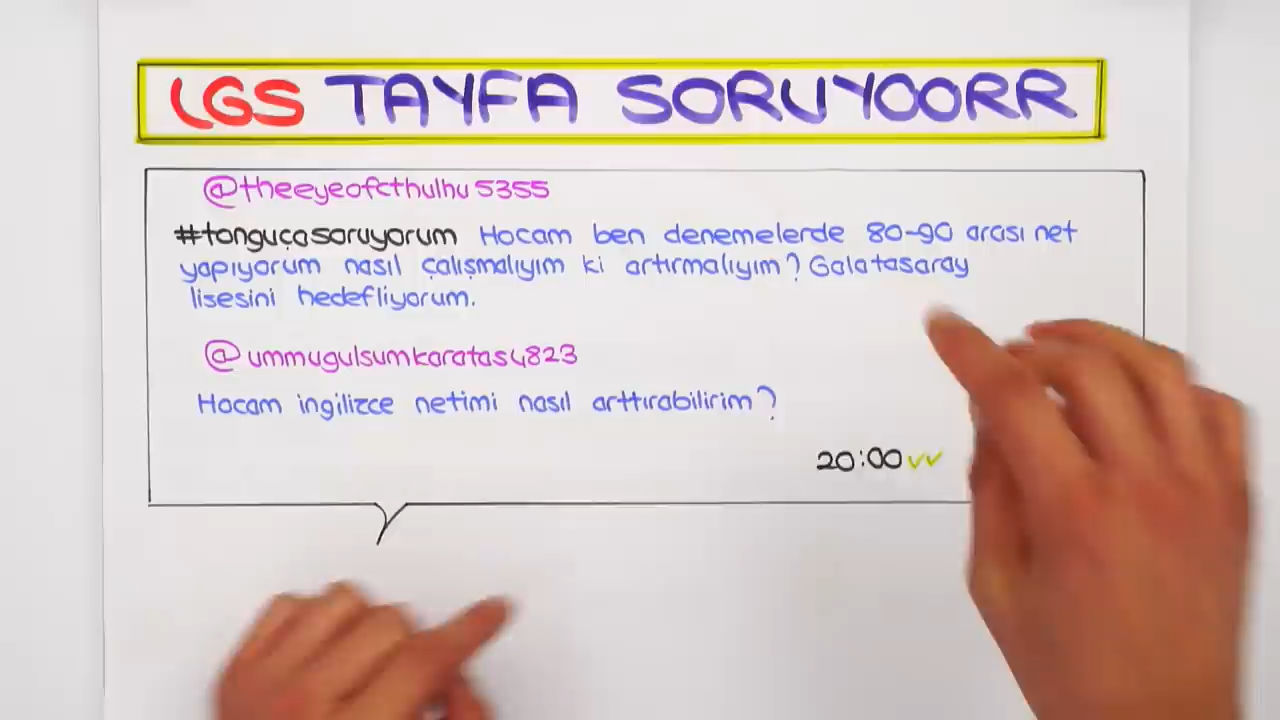 LGS TAYFA SORUYOORR
@theeyeofcthulhu5355
#tonguçasoruyorum Hocam ben denemelerde 80-90 arası net
yapıyorum nasıl çalışmalıyım ki artırmalıyım? Galatasaray
lisesini hedefliyorum.
@ummugulsumkaratas4823
Hocam ingilizce netimi nasıl arttırabilirim?
20:00